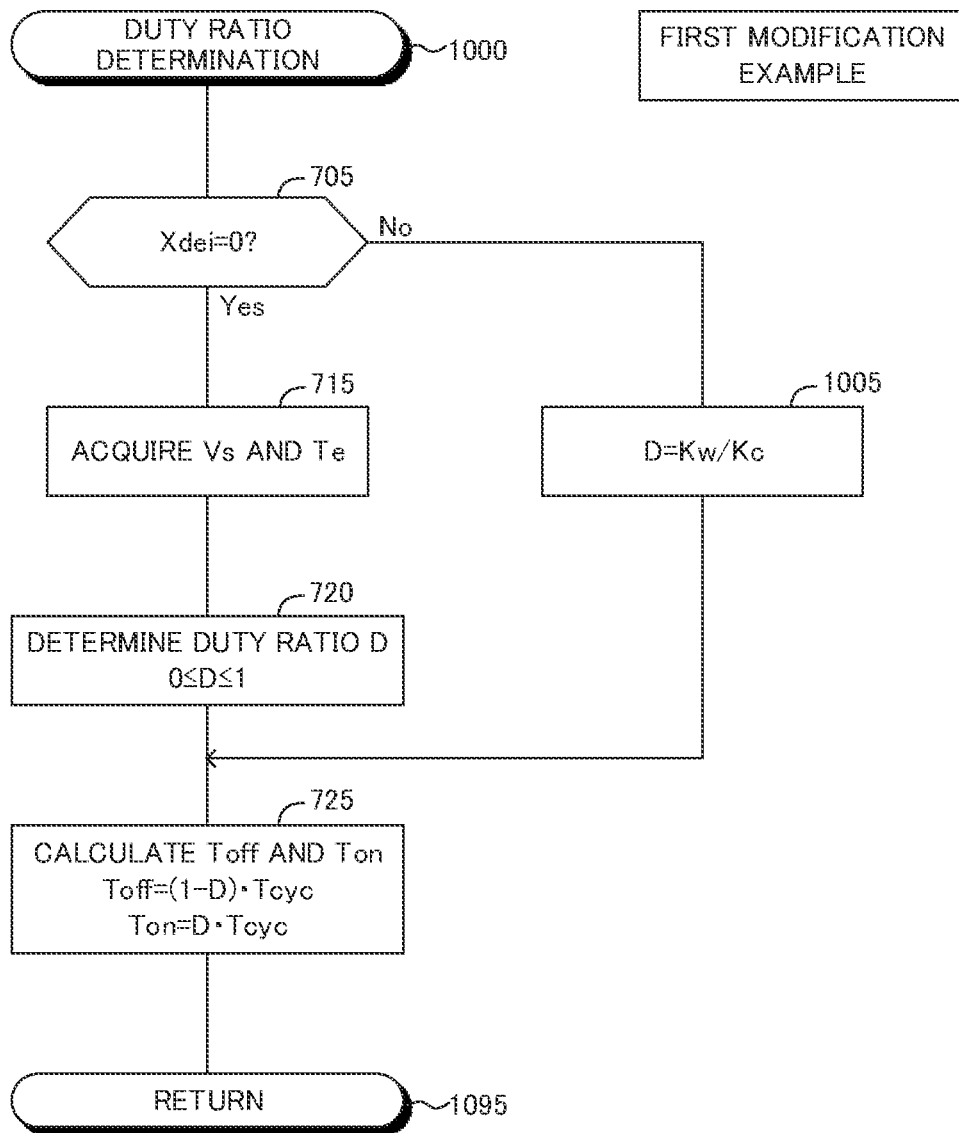 DUTY RATIO
DETERMINATION
1000
FIRST MODIFICATION
EXAMPLE
705
Xdei=0?
No
Yes
715
ACQUIRE Vs AND Te
1005
D=Kw/Kc
720
DETERMINE DUTY RATIO D
0≤D≤1
725
CALCULATE Toff AND Ton
Toff=(1-D)・Tcyc
Ton=D・Tcyc
RETURN
1095